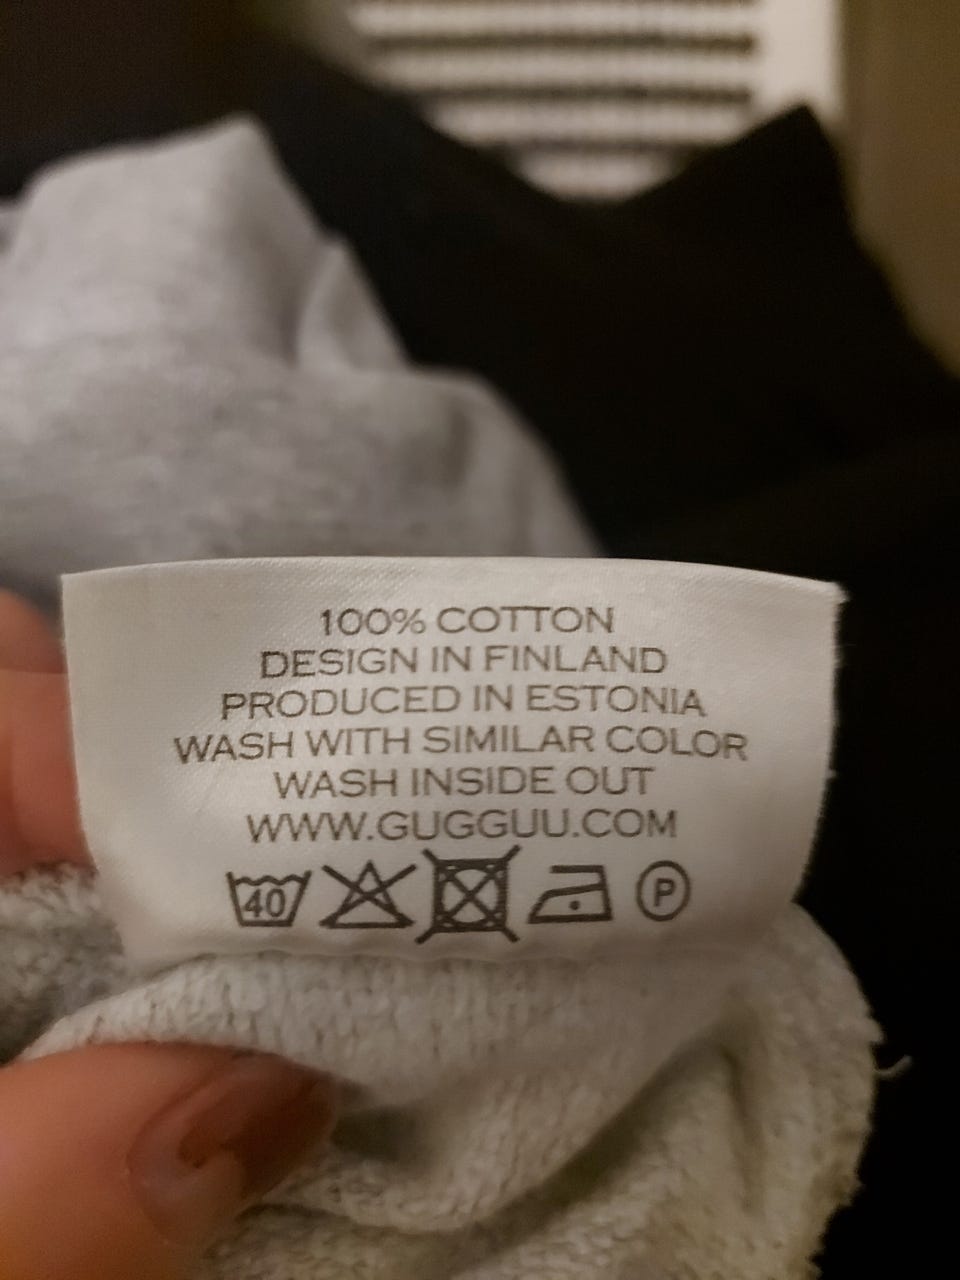 100% COTTON
DESIGN IN FINLAND
PRODUCED IN ESTONIA
WASH WITH SIMILAR COLOR
WASH INSIDE OUT
WWW.GUGGUU.COM
40 P